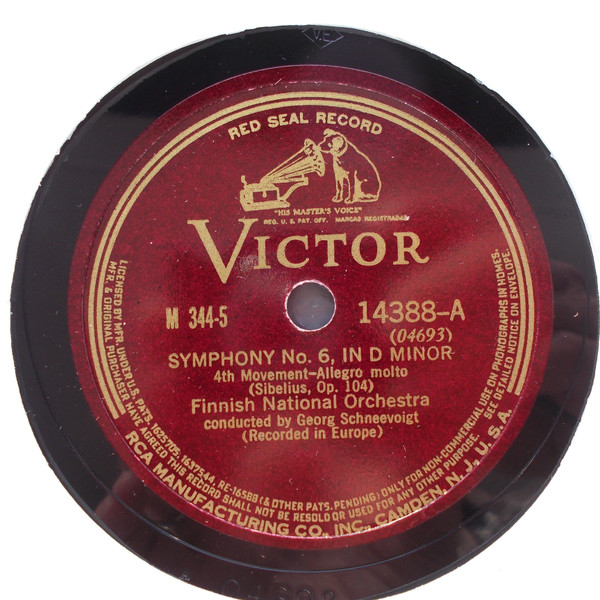 V.E.
RED SEAL RECORD
"HIS MASTER'S VOICE"
REG. U. S. PAT. OFF. MARCAS REGISTRADAS
VICTOR
M 344-5
14388-A
(04693)
SYMPHONY No. 6, IN D MINOR
4th Movement-Allegro molto
(Sibelius, Op. 104)
Finnish National Orchestra
conducted by Georg Schneevoigt
(Recorded in Europe)
LICENSED BY MFR. UNDER U.S. PATS. 1625705, 1637544, RE-16588 (& OTHER PATS. PENDING) ONLY FOR NON-COMMERCIAL USE ON PHONOGRAPHS IN HOMES.
MFR. & ORIGINAL PURCHASER HAVE AGREED THIS RECORD SHALL NOT BE RESOLD OR USED FOR ANY OTHER PURPOSE. SEE DETAILED NOTICE ON ENVELOPE.
RCA MANUFACTURING CO. INC., CAMDEN, N. J., U. S. A.